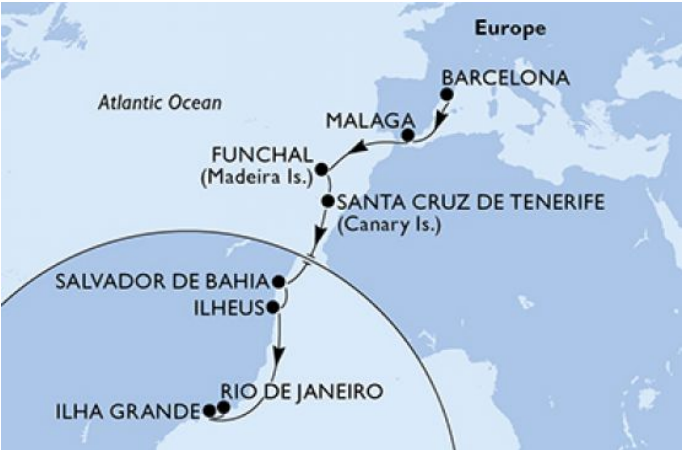 Europe
BARCELONA
Atlantic Ocean
MALAGA
FUNCHAL
(Madeira Is.)
SANTA CRUZ DE TENERIFE
(Canary Is.)
SALVADOR DE BAHIA
ILHEUS
RIO DE JANEIRO
ILHA GRANDE